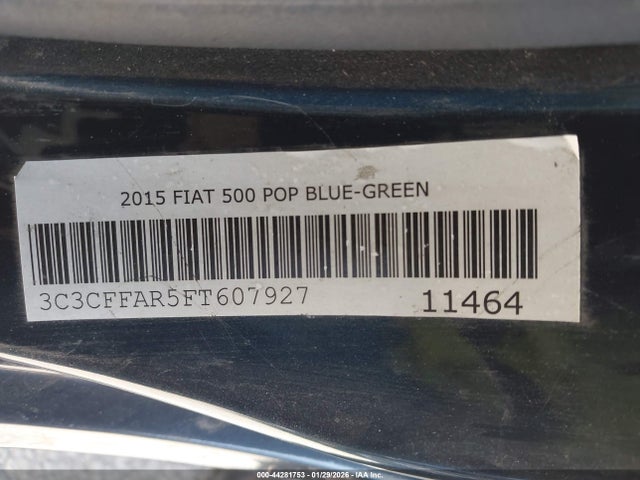 2015 FIAT 500 POP BLUE-GREEN
3C3CFFAR5FT607927 11464
000-44281753 - 01/29/2026 - IAA Inc.